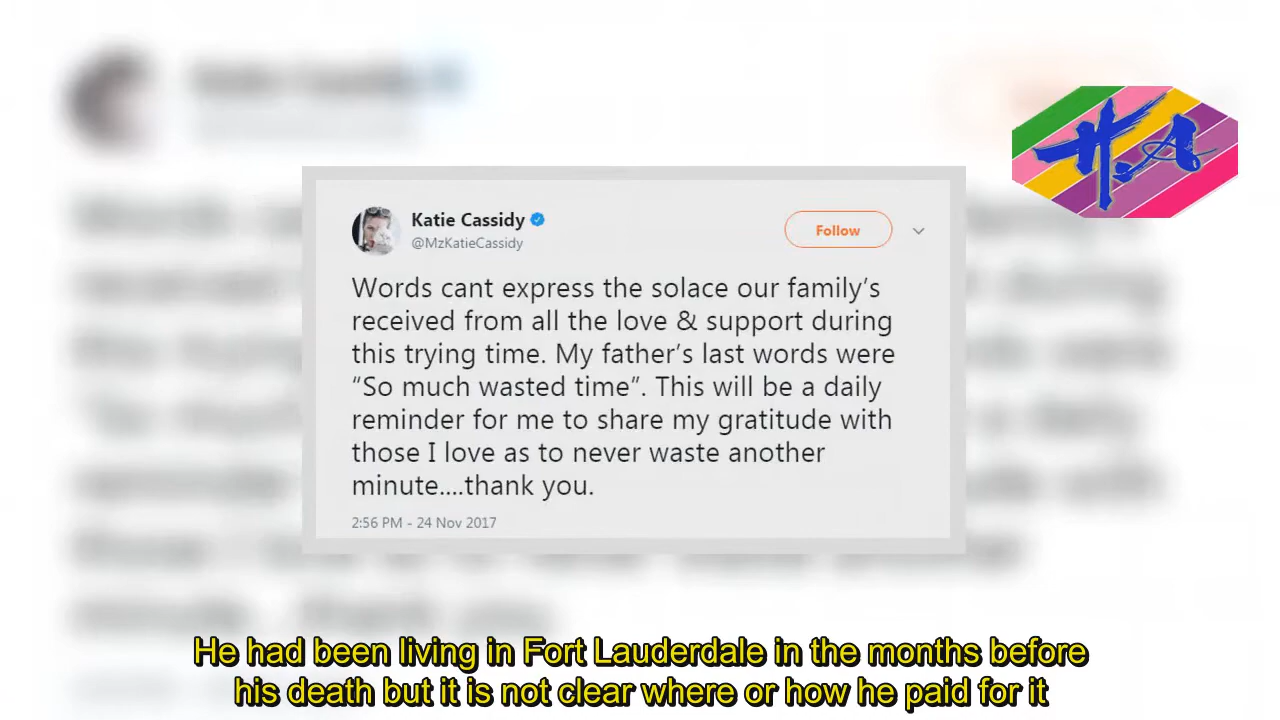 Katie Cassidy
@MzKatieCassidy
Follow
Words cant express the solace our family's
received from all the love & support during
this trying time. My father's last words were
“So much wasted time”. This will be a daily
reminder for me to share my gratitude with
those I love as to never waste another
minute....thank you.
2:56 PM - 24 Nov 2017
He had been living in Fort Lauderdale in the months before
his death but it is not clear where or how he paid for it